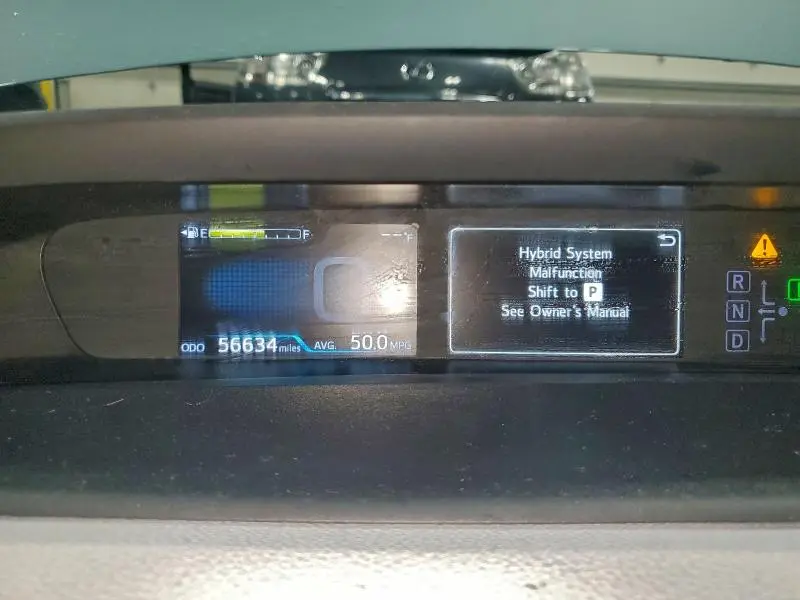 E F
---°F
ODO 56634 miles AVG. 50.0 MPG
Hybrid System
Malfunction
Shift to P
See Owner's Manual
R
N
D